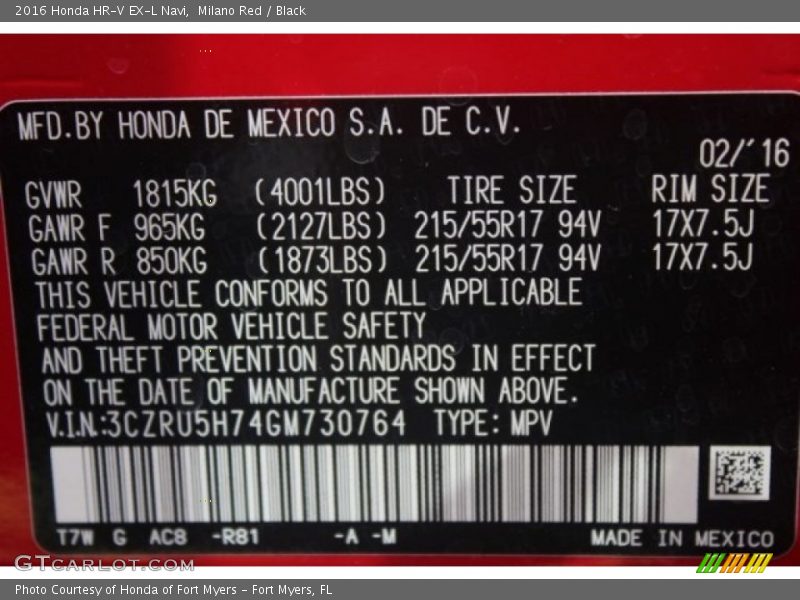 2016 Honda HR-V EX-L Navi,  Milano Red / Black
MFD.BY HONDA DE MEXICO S.A. DE C.V.
02/'16
GVWR 1815KG (4001LBS) TIRE SIZE RIM SIZE
GAWR F 965KG (2127LBS) 215/55R17 94V 17X7.5J
GAWR R 850KG (1873LBS) 215/55R17 94V 17X7.5J
THIS VEHICLE CONFORMS TO ALL APPLICABLE
FEDERAL MOTOR VEHICLE SAFETY
AND THEFT PREVENTION STANDARDS IN EFFECT
ON THE DATE OF MANUFACTURE SHOWN ABOVE.
V.I.N.:3CZRU5H74GM730764 TYPE: MPV
T7W G AC8 -R81 -A -M MADE IN MEXICO
GTCARLOT.COM
Photo Courtesy of Honda of Fort Myers - Fort Myers, FL